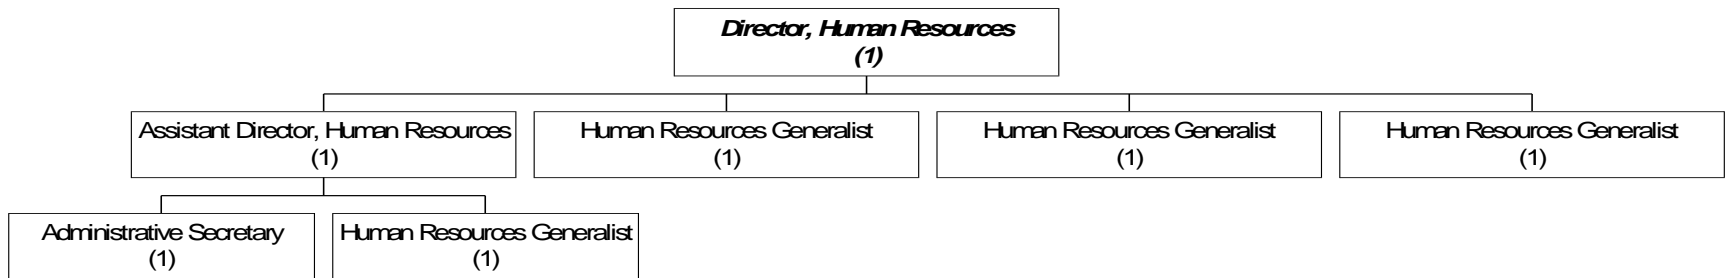 Director, Human Resources
(1)
Assistant Director, Human Resources
(1)
Human Resources Generalist
(1)
Human Resources Generalist
(1)
Human Resources Generalist
(1)
Administrative Secretary
(1)
Human Resources Generalist
(1)